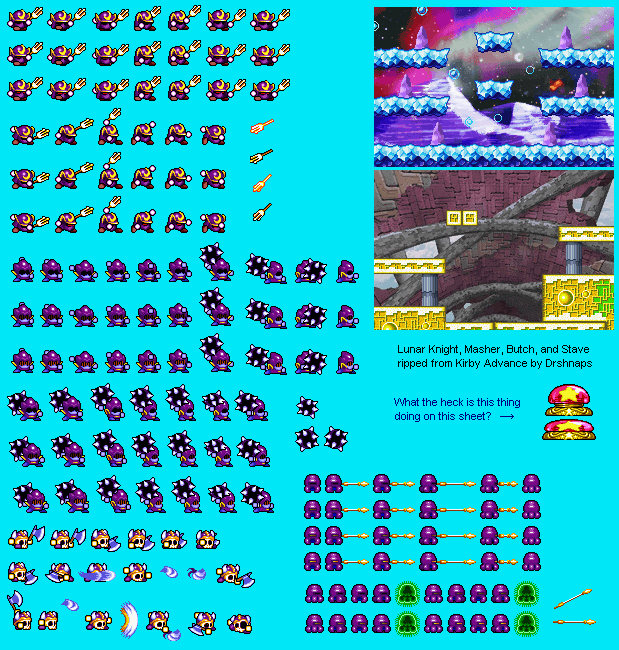 Lunar Knight, Masher, Butch, and Stave
ripped from Kirby Advance by Drshnaps
What the heck is this thing
doing on this sheet? →